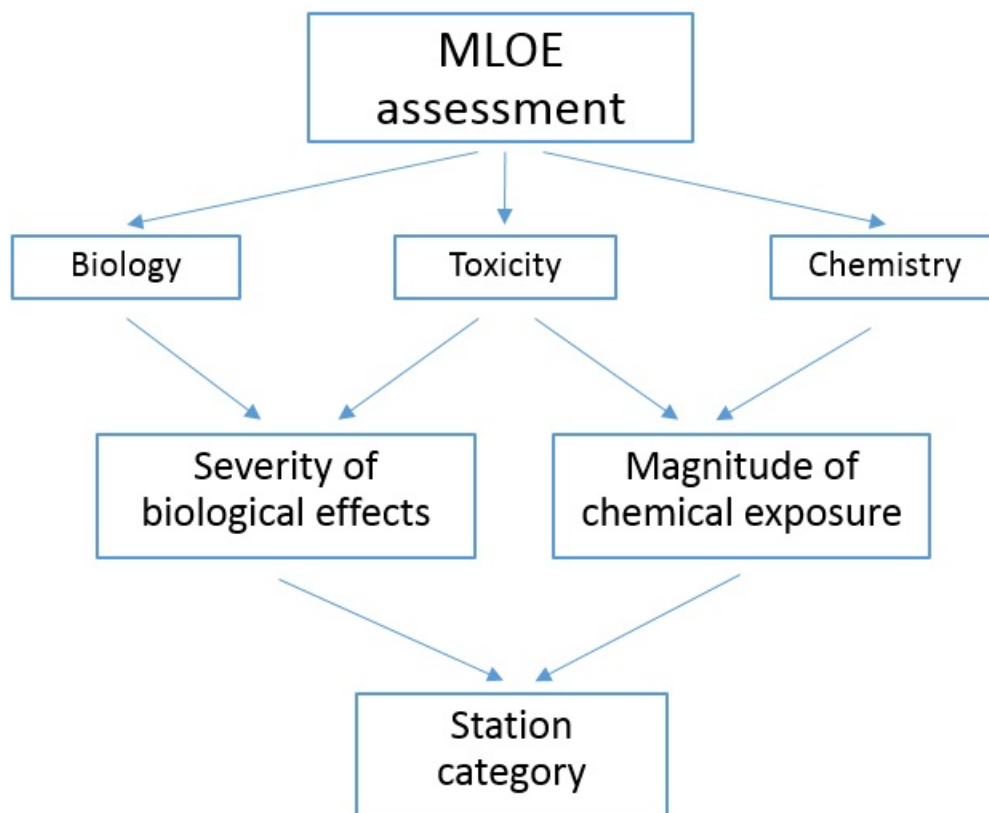 MLOE
assessment
Biology
Toxicity
Chemistry
Severity of
biological effects
Magnitude of
chemical exposure
Station
category